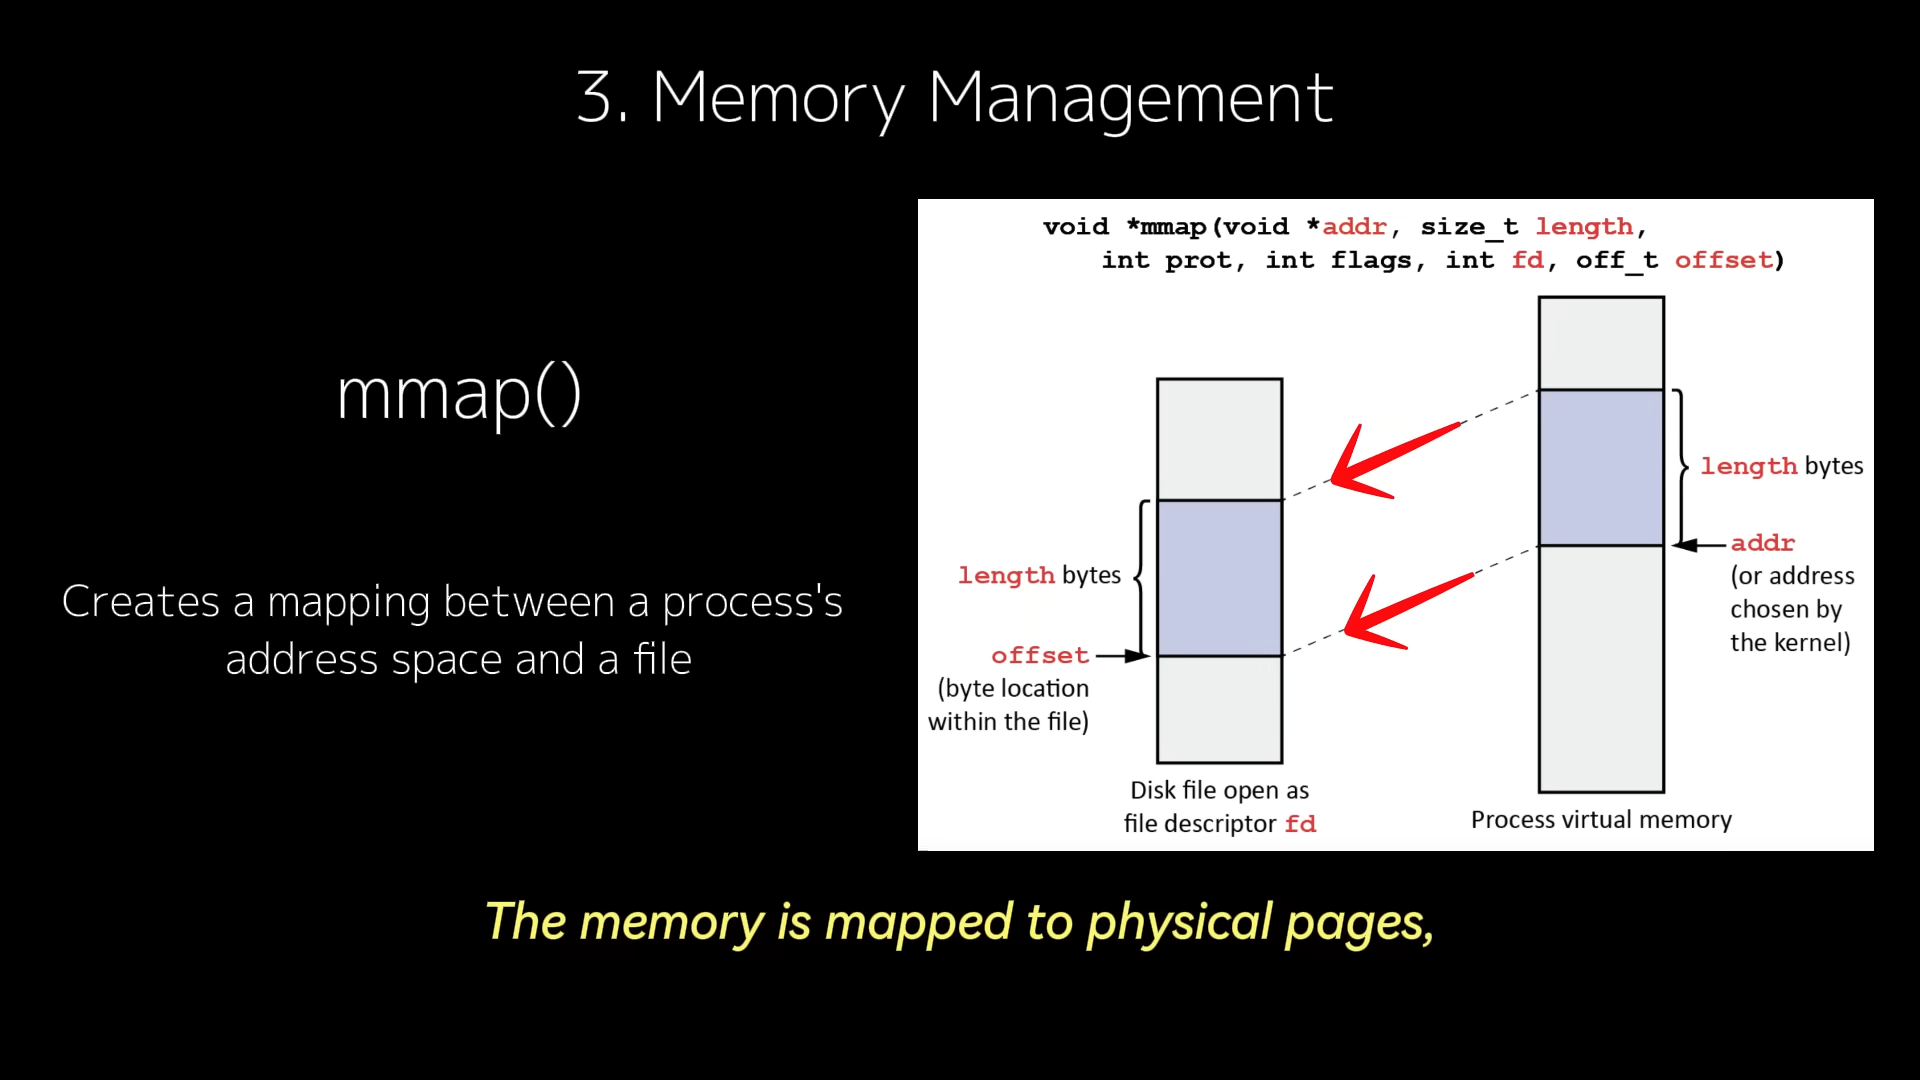 3. Memory Management
mmap()
Creates a mapping between a process's
address space and a file
void *mmap(void *addr, size_t length,
int prot, int flags, int fd, off_t offset)
length bytes
offset
(byte location
within the file)
Disk file open as
file descriptor fd
length bytes
addr
(or address
chosen by
the kernel)
Process virtual memory
The memory is mapped to physical pages,